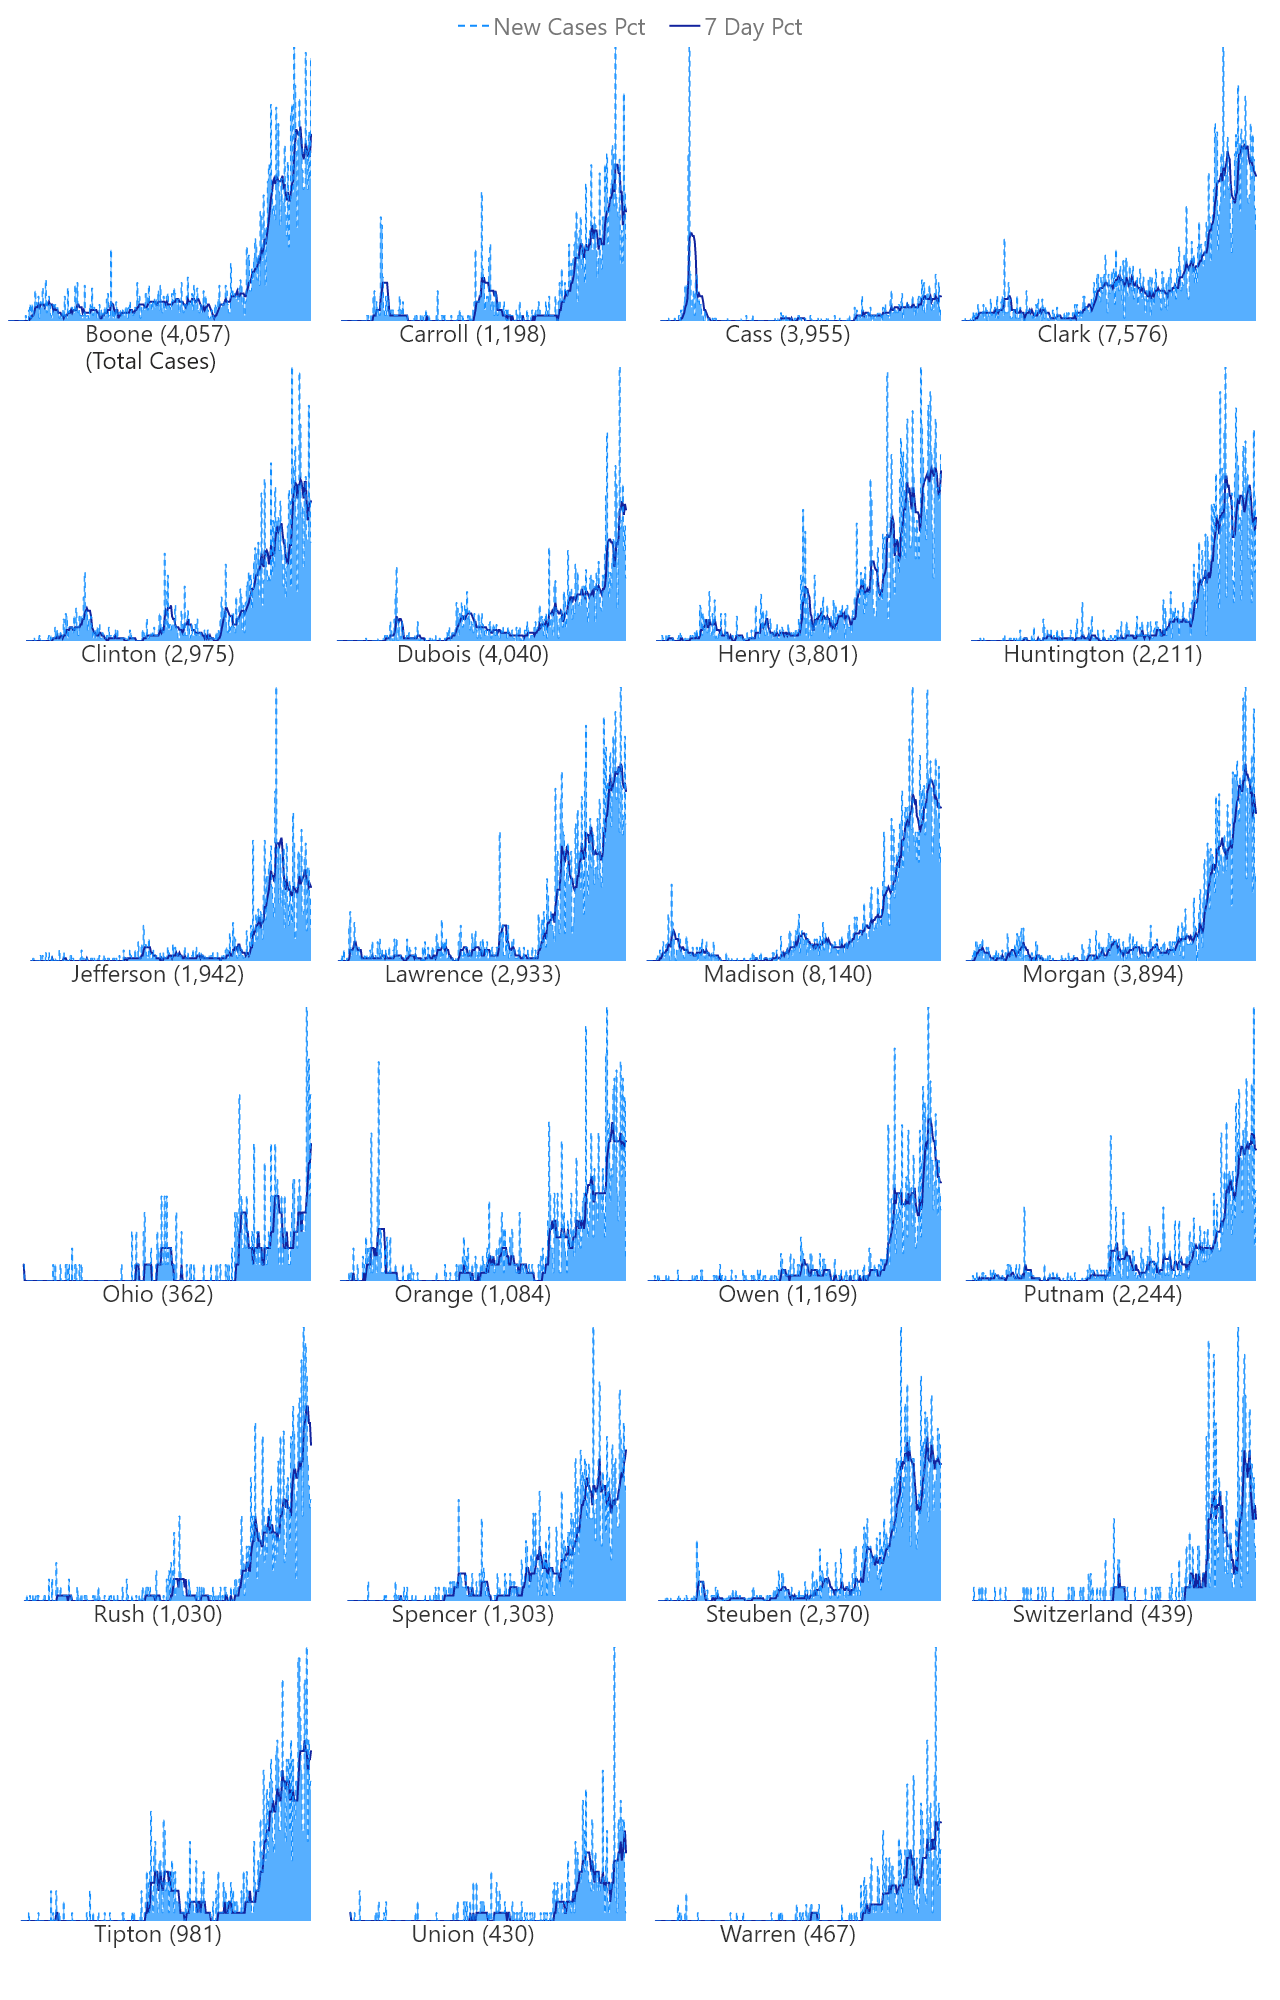 New Cases Pct 7 Day Pct
Boone (4,057) Carroll (1,198) Cass (3,955) Clark (7,576)
(Total Cases)
Clinton (2,975) Dubois (4,040) Henry (3,801) Huntington (2,211)
Jefferson (1,942) Lawrence (2,933) Madison (8,140) Morgan (3,894)
Ohio (362) Orange (1,084) Owen (1,169) Putnam (2,244)
Rush (1,030) Spencer (1,303) Steuben (2,370) Switzerland (439)
Tipton (981) Union (430) Warren (467)